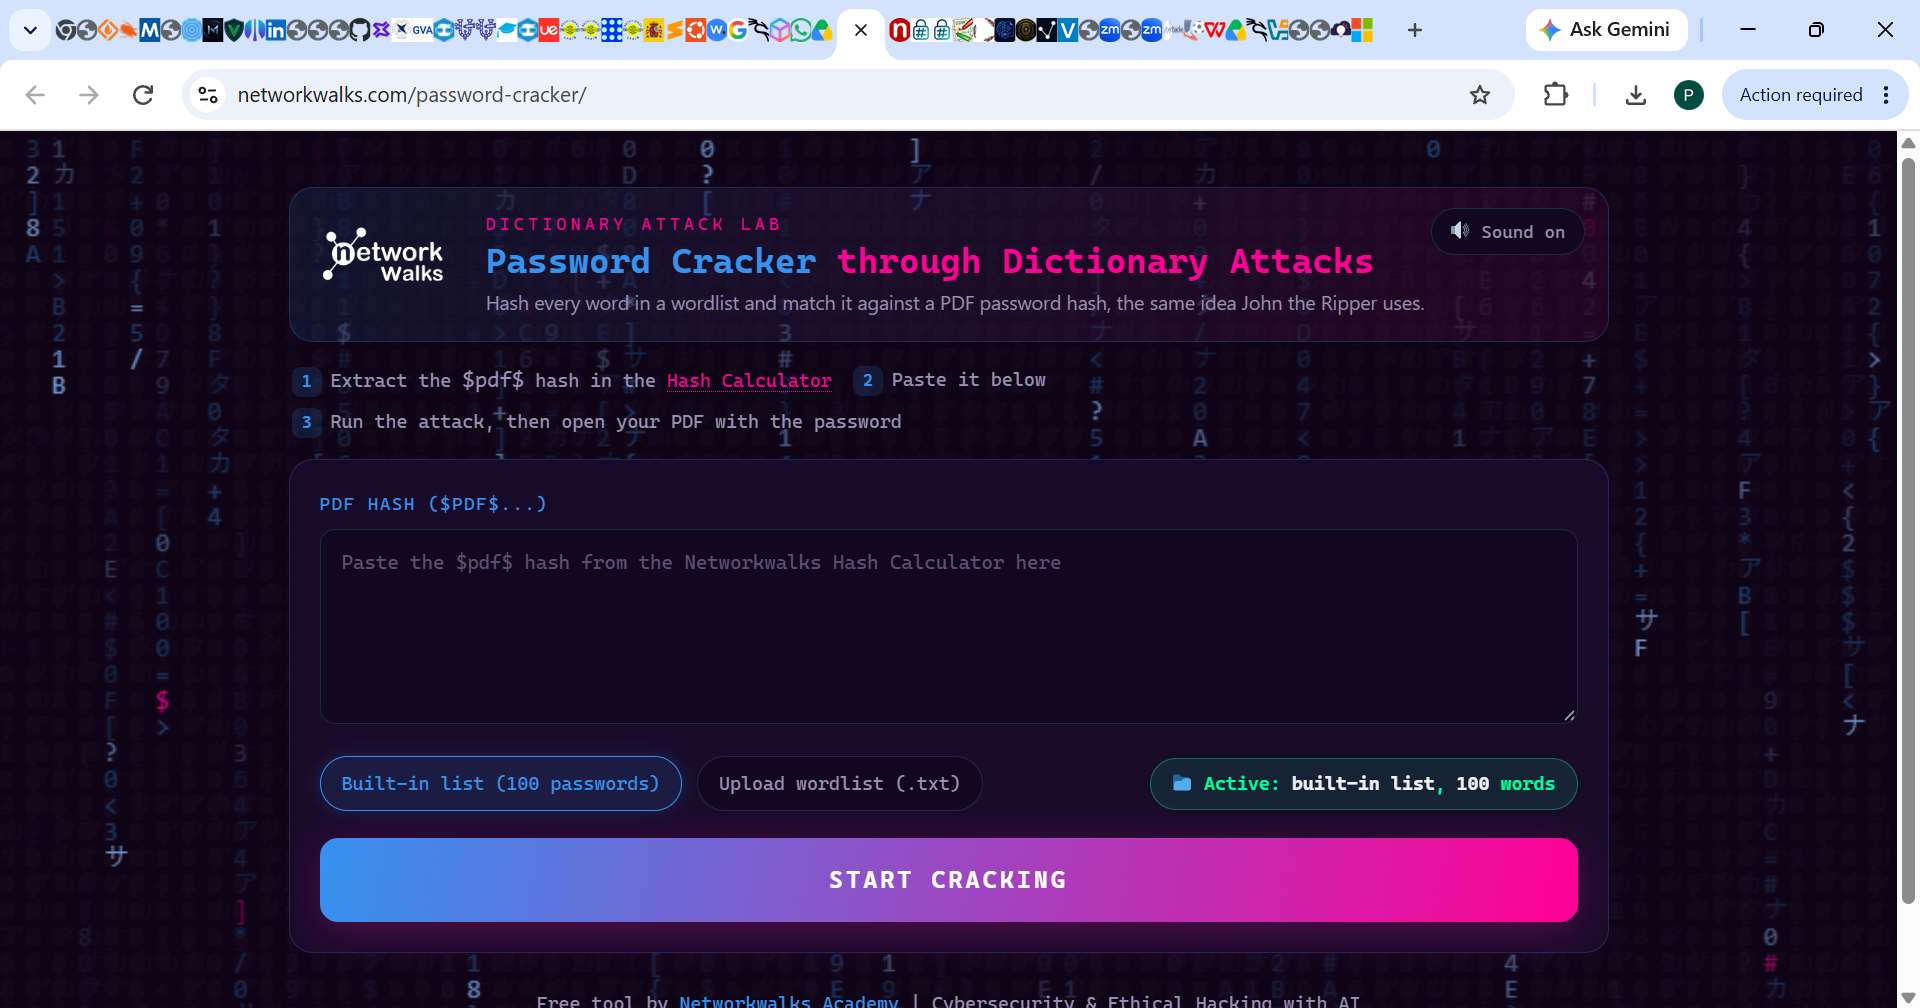 Ask Gemini
networkwalks.com/password-cracker/
P
Action required
network
Walks
DICTIONARY ATTACK LAB
Password Cracker through Dictionary Attacks
Hash every word in a wordlist and match it against a PDF password hash, the same idea John the Ripper uses.
Sound on
1 Extract the $pdf$ hash in the Hash Calculator 2 Paste it below
3 Run the attack, then open your PDF with the password
PDF HASH ($PDF$...)
Paste the $pdf$ hash from the Networkwalks Hash Calculator here
Built-in list (100 passwords)
Upload wordlist (.txt)
Active: built-in list, 100 words
START CRACKING
Free tool by Networkwalks Academy | Cybersecurity & Ethical Hacking with AI